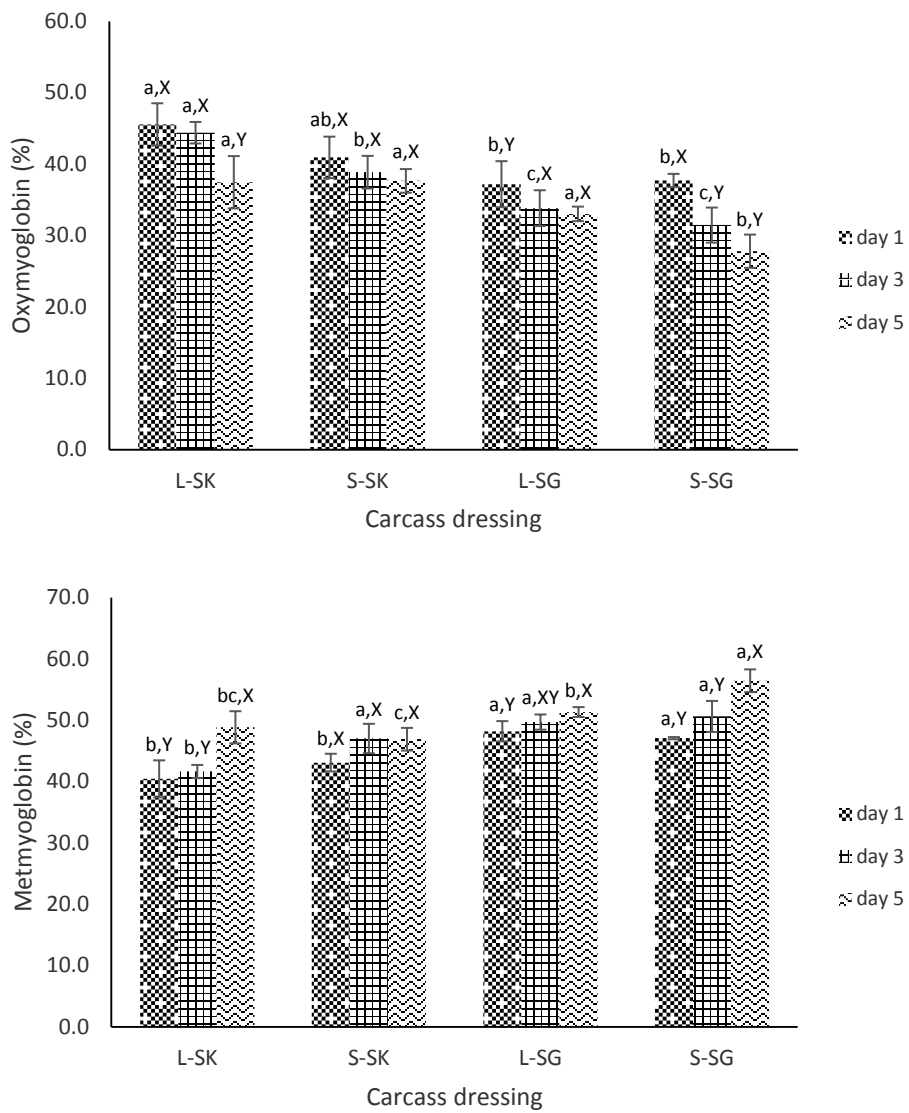 60.0
50.0
40.0
30.0
20.0
10.0
0.0
Oxymyoglobin (%)
a,X a,X a,Y ab,X b,X a,X b,Y c,X a,X b,X c,Y b,Y
L-SK S-SK L-SG S-SG
Carcass dressing
day 1
day 3
day 5
70.0
60.0
50.0
40.0
30.0
20.0
10.0
0.0
Metmyoglobin (%)
b,Y b,Y bc,X b,X a,X c,X a,Y a,XY b,X a,Y a,Y a,X
L-SK S-SK L-SG S-SG
Carcass dressing
day 1
day 3
day 5